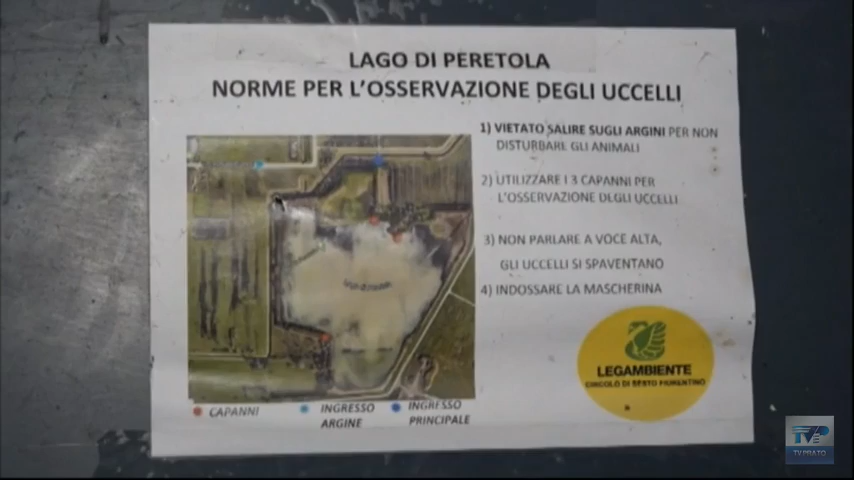 LAGO DI PERETOLA
NORME PER L'OSSERVAZIONE DEGLI UCCELLI
1) VIETATO SALIRE SUGLI ARGINI PER NON
DISTURBARE GLI ANIMALI
2) UTILIZZARE I 3 CAPANNI PER
L'OSSERVAZIONE DEGLI UCCELLI
3) NON PARLARE A VOCE ALTA,
GLI UCCELLI SI SPAVENTANO
4) INDOSSARE LA MASCHERINA
LEGAMBIENTE
CIRCOLO DI SESTO FIORENTINO
CAPANNI
INGRESSO
ARGINE
INGRESSO
PRINCIPALE
TVP
TV PRATO